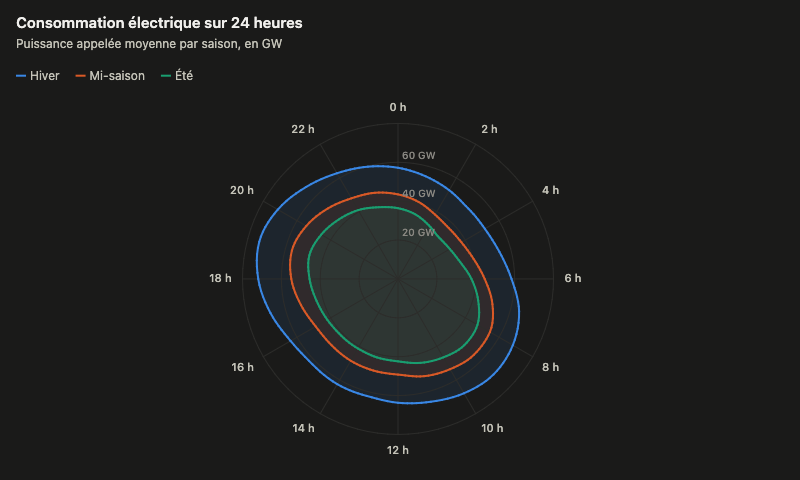 Consommation électrique sur 24 heures
Puissance appelée moyenne par saison, en GW
Hiver Mi-saison Été
0 h
22 h 2 h
60 GW
20 h 40 GW 4 h
20 GW
18 h 6 h
16 h 8 h
14 h 10 h
12 h